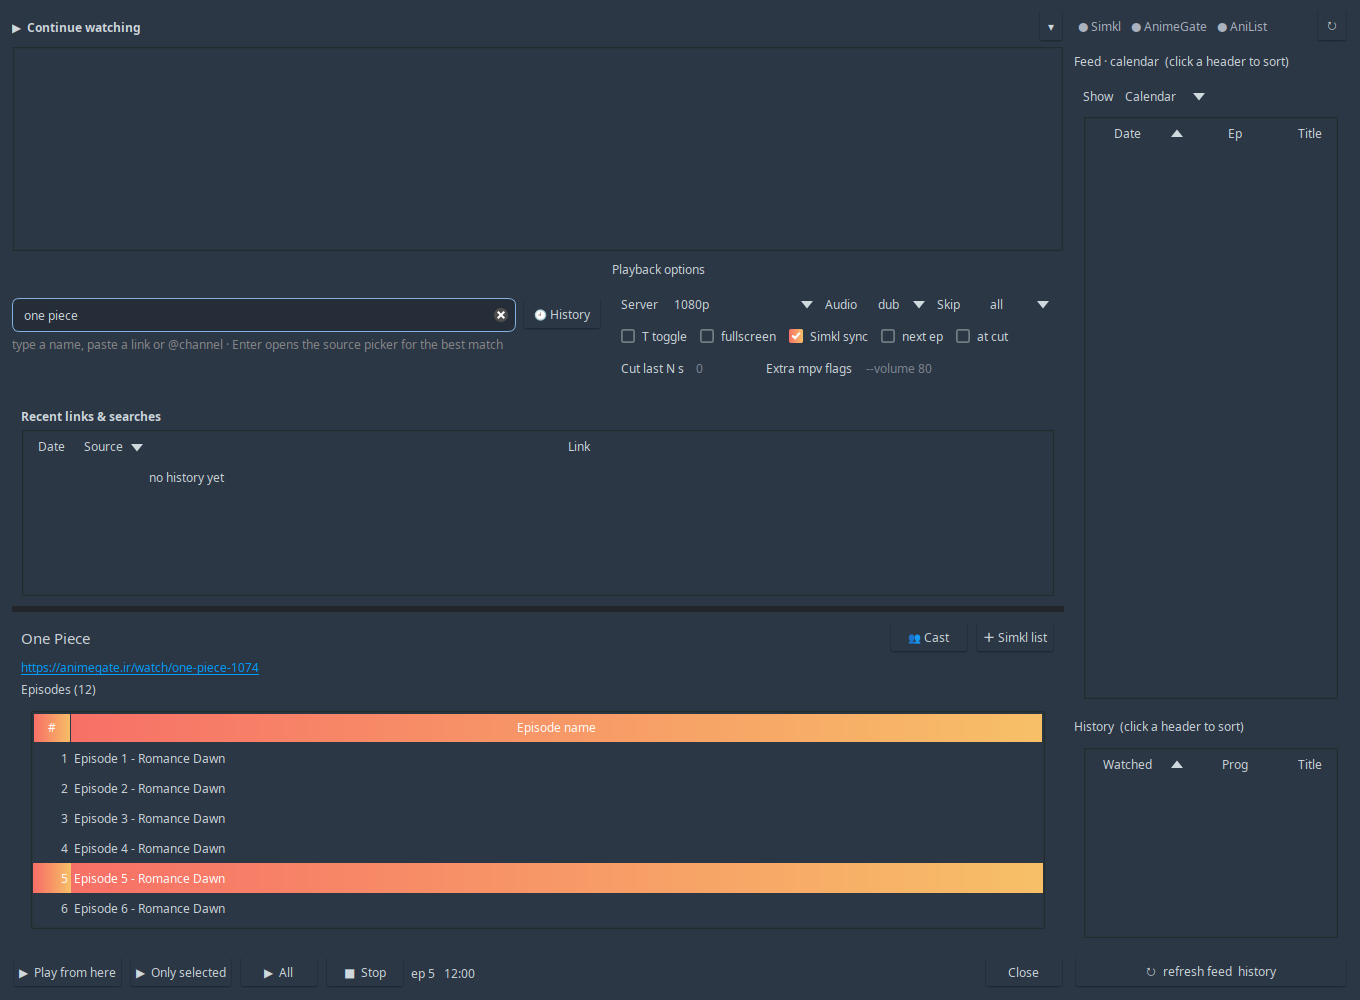 ▶ Continue watching
▼
● Simkl ● AnimeGate ● AniList
↻
Feed · calendar (click a header to sort)
Show Calendar
Date Ep Title
Playback options
one piece
🕘 History
type a name, paste a link or @channel · Enter opens the source picker for the best match
Server 1080p Audio dub Skip all
T toggle fullscreen Simkl sync next ep at cut
Cut last N s 0 Extra mpv flags --volume 80
Recent links & searches
Date Source Link
no history yet
One Piece
👥 Cast + Simkl list
https://animegate.ir/watch/one-piece-1074
Episodes (12)
# Episode name
1 Episode 1 - Romance Dawn
2 Episode 2 - Romance Dawn
3 Episode 3 - Romance Dawn
4 Episode 4 - Romance Dawn
5 Episode 5 - Romance Dawn
6 Episode 6 - Romance Dawn
History (click a header to sort)
Watched Prog Title
▶ Play from here ▶ Only selected ▶ All ■ Stop ep 5 12:00 Close
↻ refresh feed history